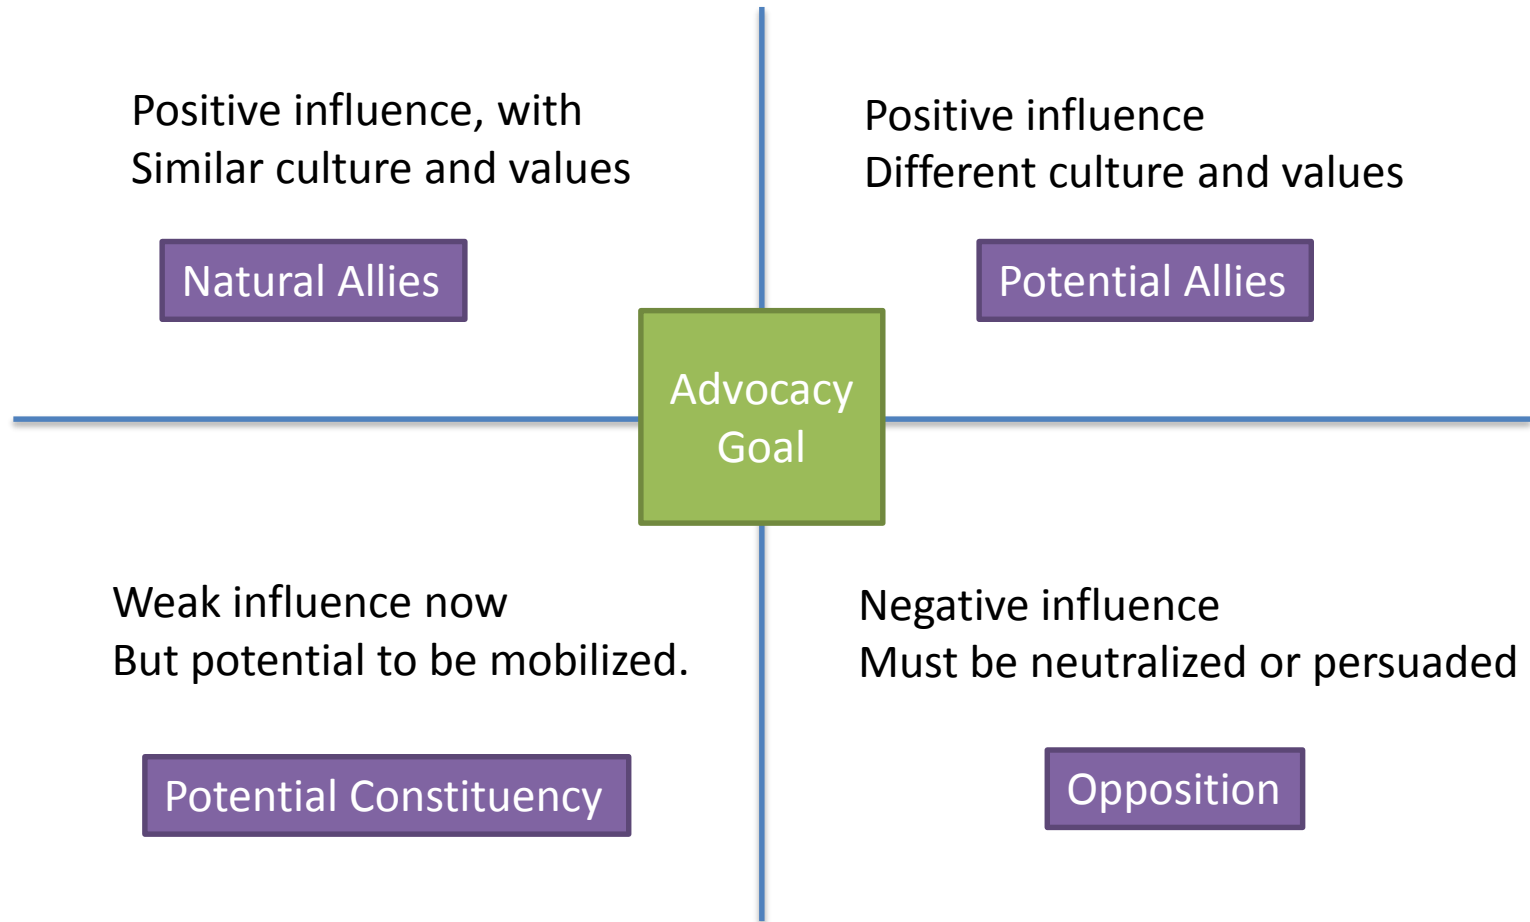 Positive influence, with
Similar culture and values
Natural Allies
Positive influence
Different culture and values
Potential Allies
Advocacy
Goal
Weak influence now
But potential to be mobilized.
Potential Constituency
Negative influence
Must be neutralized or persuaded
Opposition